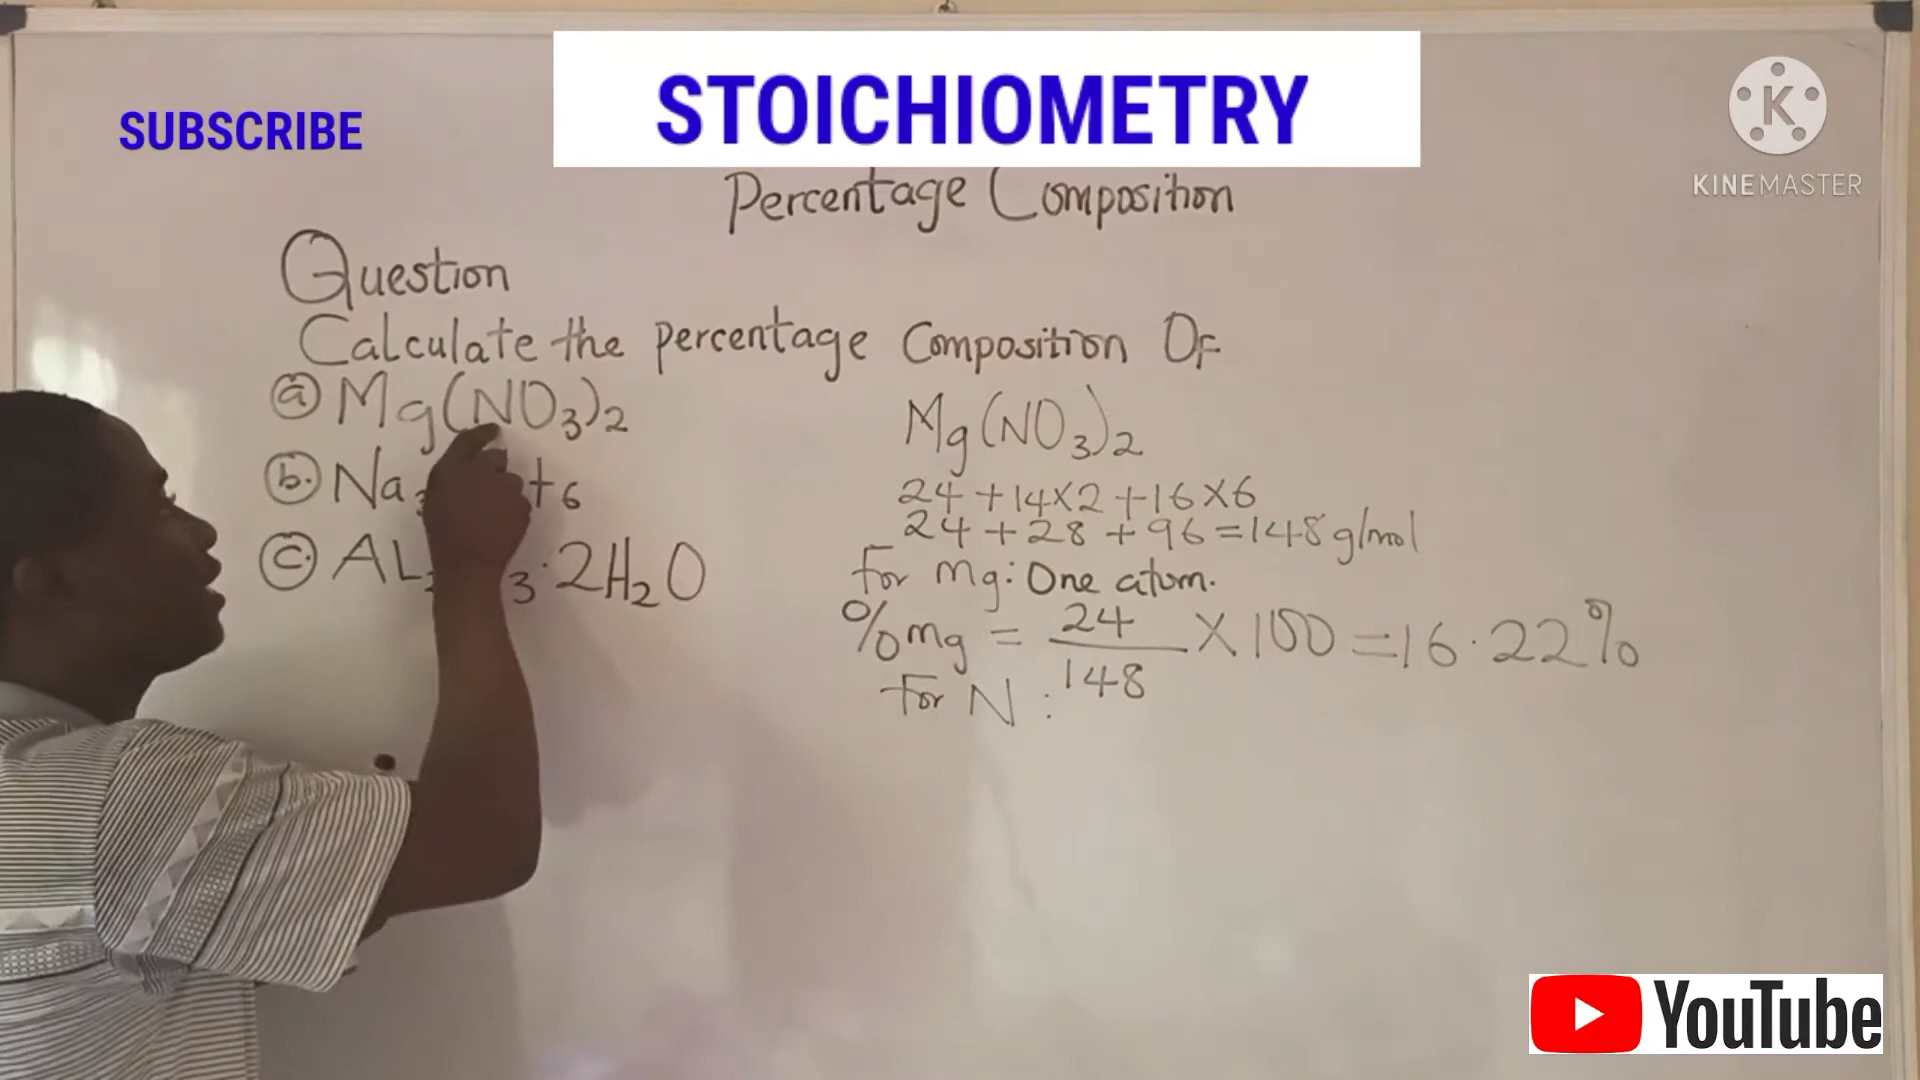 STOICHIOMETRY
SUBSCRIBE
K
KINEMASTER
Percentage Composition
Question
Calculate the percentage Composition Of
ⓐ Mg(NO3)2
ⓑ Na 6
ⓒ AL 3·2H2O
Mg(NO3)2
24+14×2+16×6
24+28+96=148g/mol
For Mg: One atom.
%Mg = 24/148 ×100=16.22%
For N:
YouTube